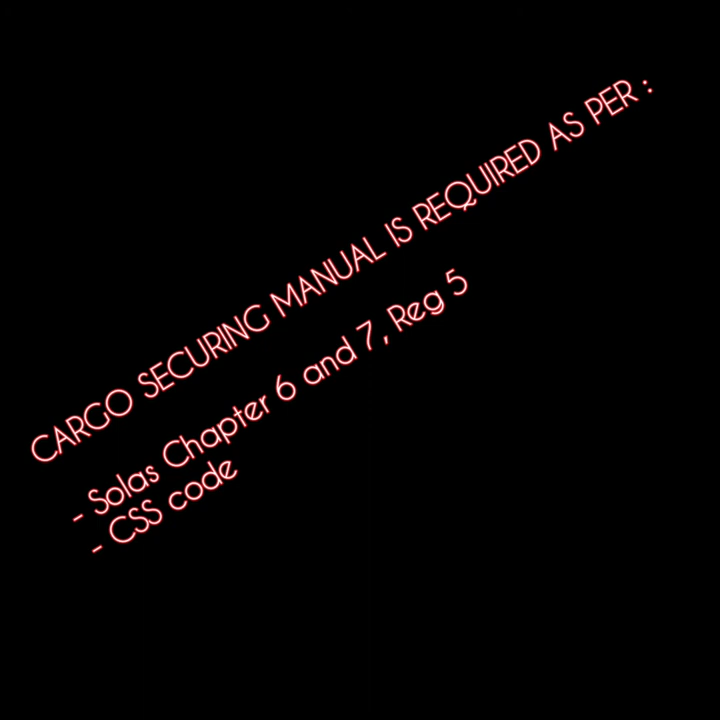 CARGO SECURING MANUAL IS REQUIRED AS PER :
- Solas Chapter 6 and 7, Reg 5
- CSS code